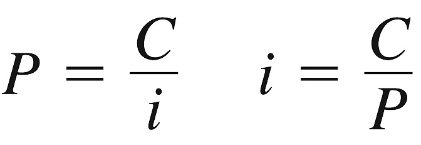 P = C/i    i = C/P